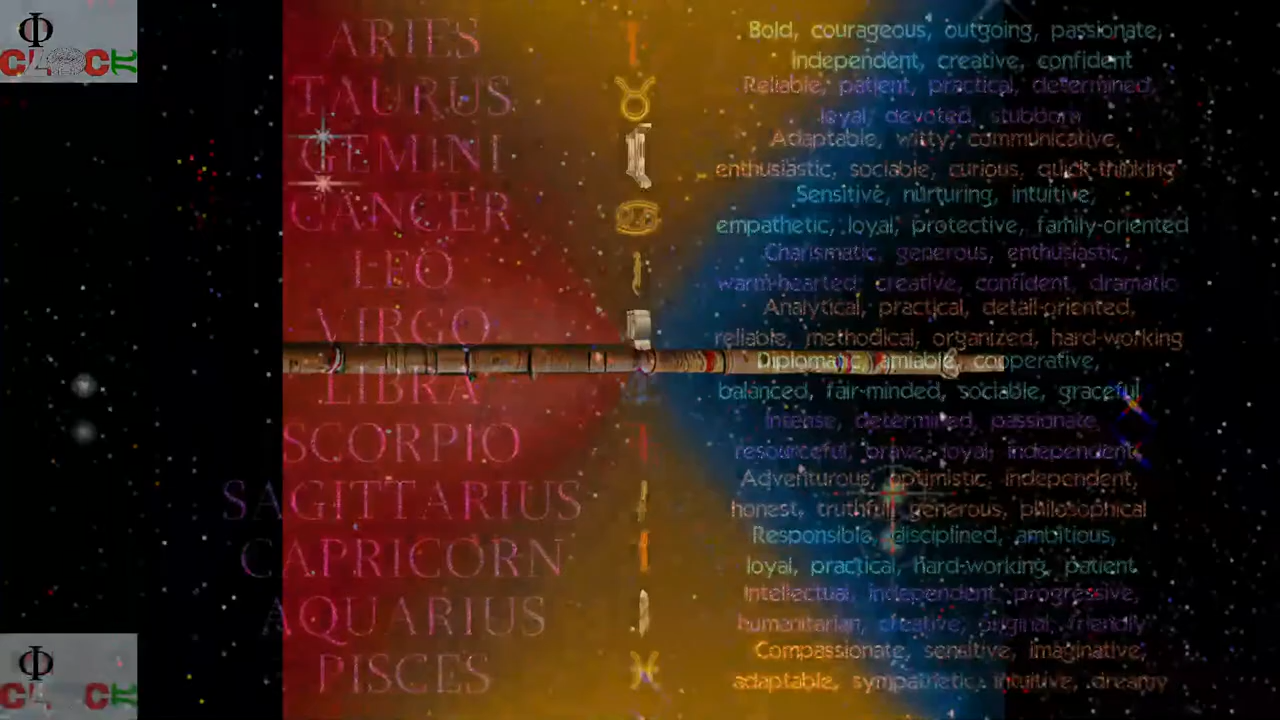 Φ
ARIES
Bold, courageous, outgoing, passionate,
independent, creative, confident
TAURUS
Reliable, patient, practical, determined,
loyal, devoted, stubborn
GEMINI
Adaptable, witty, communicative,
enthusiastic, sociable, curious, quick-thinking
CANCER
Sensitive, nurturing, intuitive,
empathetic, loyal, protective, family-oriented
LEO
Charismatic, generous, enthusiastic,
warm-hearted, creative, confident, dramatic
VIRGO
Analytical, practical, detail-oriented,
reliable, methodical, organized, hard-working
LIBRA
Diplomatic, amiable, cooperative,
balanced, fair-minded, sociable, graceful
SCORPIO
Intense, determined, passionate,
resourceful, brave, loyal, independent,
SAGITTARIUS
Adventurous, optimistic, independent,
honest, truthful, generous, philosophical
CAPRICORN
Responsible, disciplined, ambitious,
loyal, practical, hard-working, patient
AQUARIUS
Intellectual, independent, progressive,
humanitarian, creative, original, friendly
PISCES
Compassionate, sensitive, imaginative,
adaptable, sympathetic, intuitive, dreamy
Φ